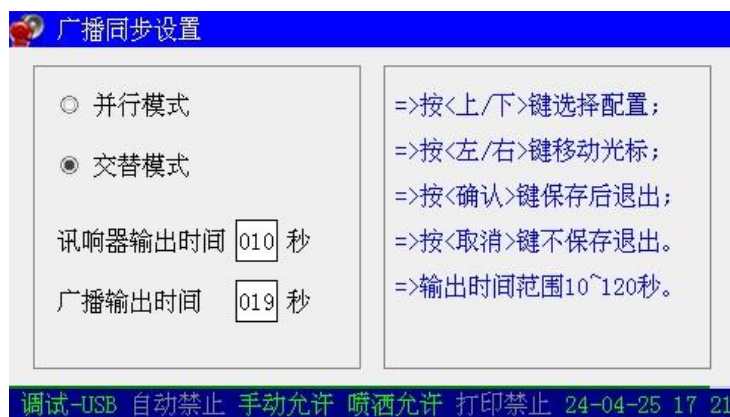 广播同步设置
并行模式
交替模式
讯响器输出时间 010 秒
广播输出时间 019 秒
=>按<上/下>键选择配置;
=>按<左/右>键移动光标;
=>按<确认>键保存后退出;
=>按<取消>键不保存退出。
=>输出时间范围10~120秒。
调试-USB 自动禁止 手动允许 喷洒允许 打印禁止 24-04-25 17 21